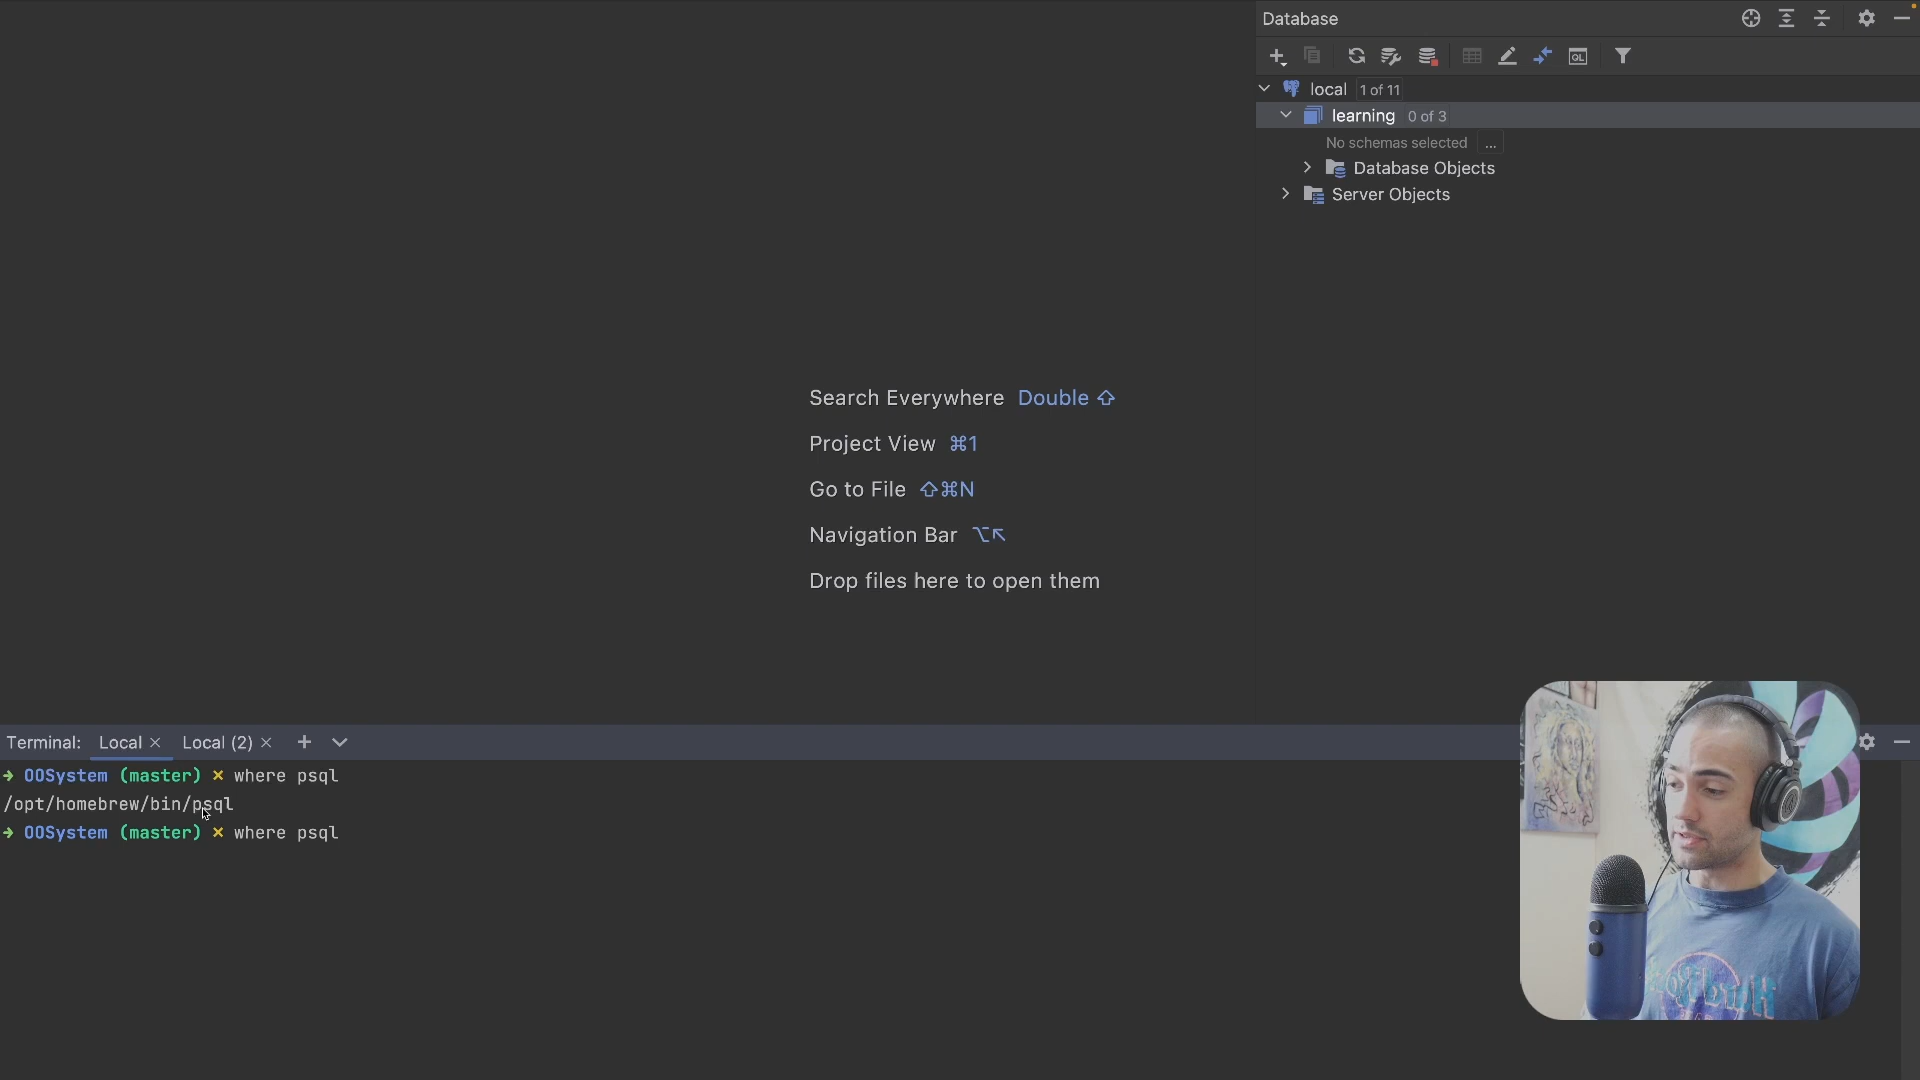 Database
local 1 of 11
learning 0 of 3
No schemas selected ...
Database Objects
Server Objects
Search Everywhere Double ⇧
Project View ⌘1
Go to File ⇧⌘N
Navigation Bar ⌥↖
Drop files here to open them
Terminal: Local × Local (2) × +
→ OOSystem (master) × where psql
/opt/homebrew/bin/psql
→ OOSystem (master) × where psql